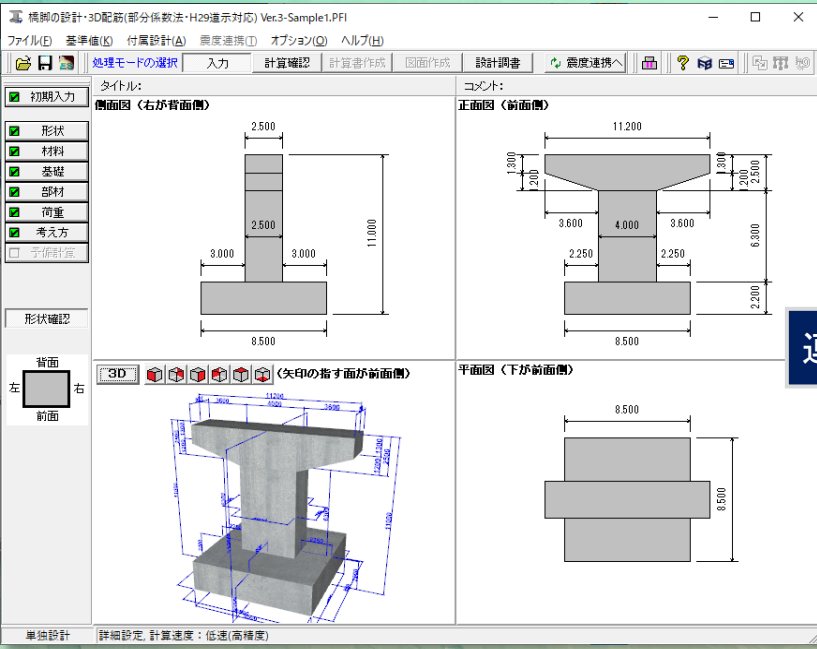 橋脚の設計・3D配筋(部分係数法・H29道示対応) Ver.3-Sample1.PFI
ファイル(F) 基準値(K) 付属設計(A) 震度連携(T) オプション(O) ヘルプ(H)
処理モードの選択 入力 計算確認 計算書作成 図面作成 設計調書 震度連携へ
初期入力
形状
材料
基礎
部材
荷重
考え方
予備計算
形状確認
背面
左 右
前面
タイトル:
側面図(右が背面側)
2.500
2.500
11.000
3.000 3.000
8.500
コメント:
正面図(前面側)
11.200
1.300 1.300
1.200 1.200 2.500
3.600 4.000 3.600
6.300
2.250 2.250
2.200
8.500
3D (矢印の指す面が前面側)
11200
3600 4000 3600
平面図(下が前面側)
8.500
8.500
単独設計 詳細設定, 計算速度:低速(高精度)